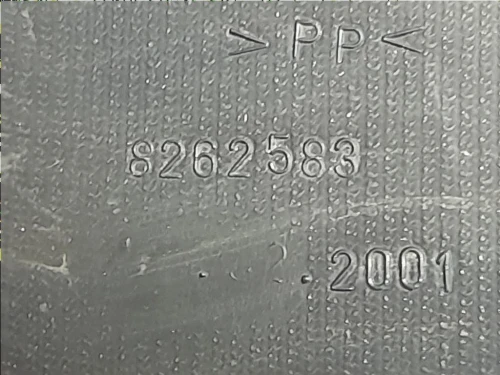 >PP<
8262583
. . .2001